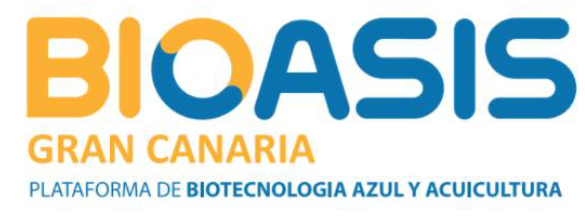 BIOASIS
GRAN CANARIA
PLATAFORMA DE BIOTECNOLOGIA AZUL Y ACUICULTURA